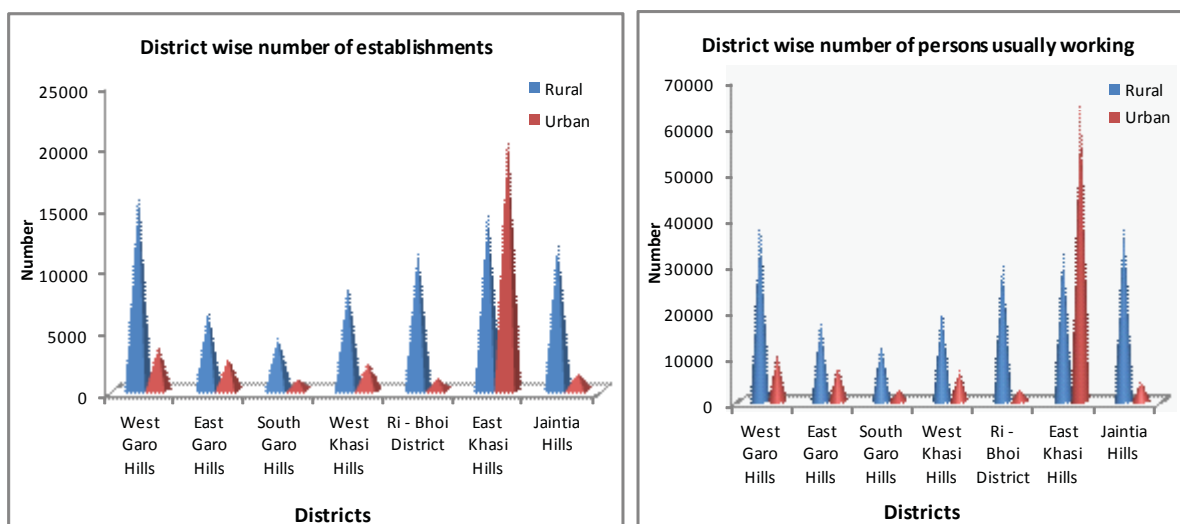 District wise number of establishments
Rural
Urban
25000
20000
15000
10000
5000
0
Number
West Garo Hills
East Garo Hills
South Garo Hills
West Khasi Hills
Ri - Bhoi District
East Khasi Hills
Jaintia Hills
Districts
District wise number of persons usually working
Rural
Urban
70000
60000
50000
40000
30000
20000
10000
0
Number
West Garo Hills
East Garo Hills
South Garo Hills
West Khasi Hills
Ri - Bhoi District
East Khasi Hills
Jaintia Hills
Districts